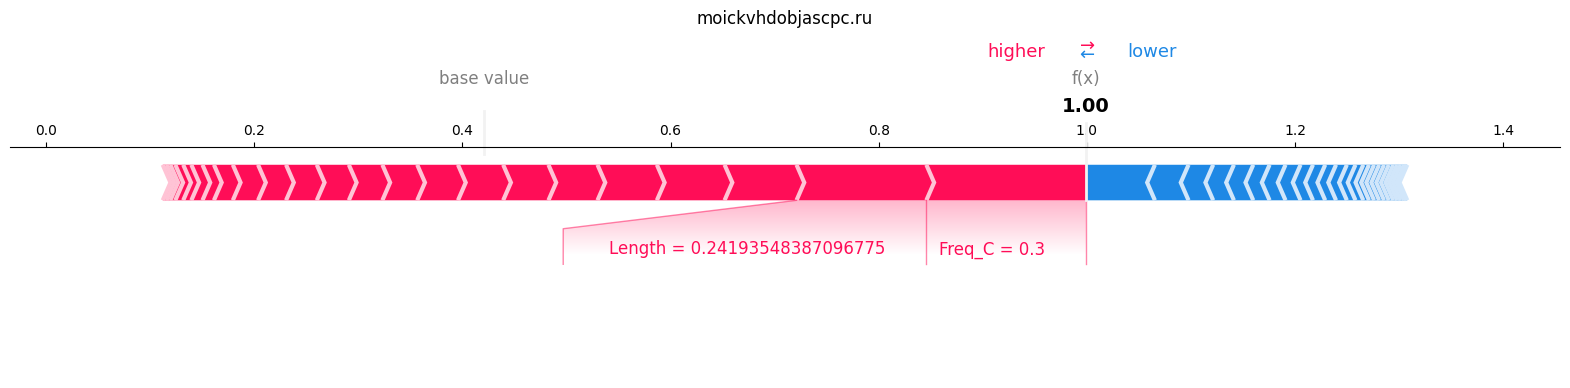 moickvhdobjascpc.ru
higher ⇄ lower
base value f(x)
1.00
0.0 0.2 0.4 0.6 0.8 1.0 1.2 1.4
Length = 0.24193548387096775 Freq_C = 0.3